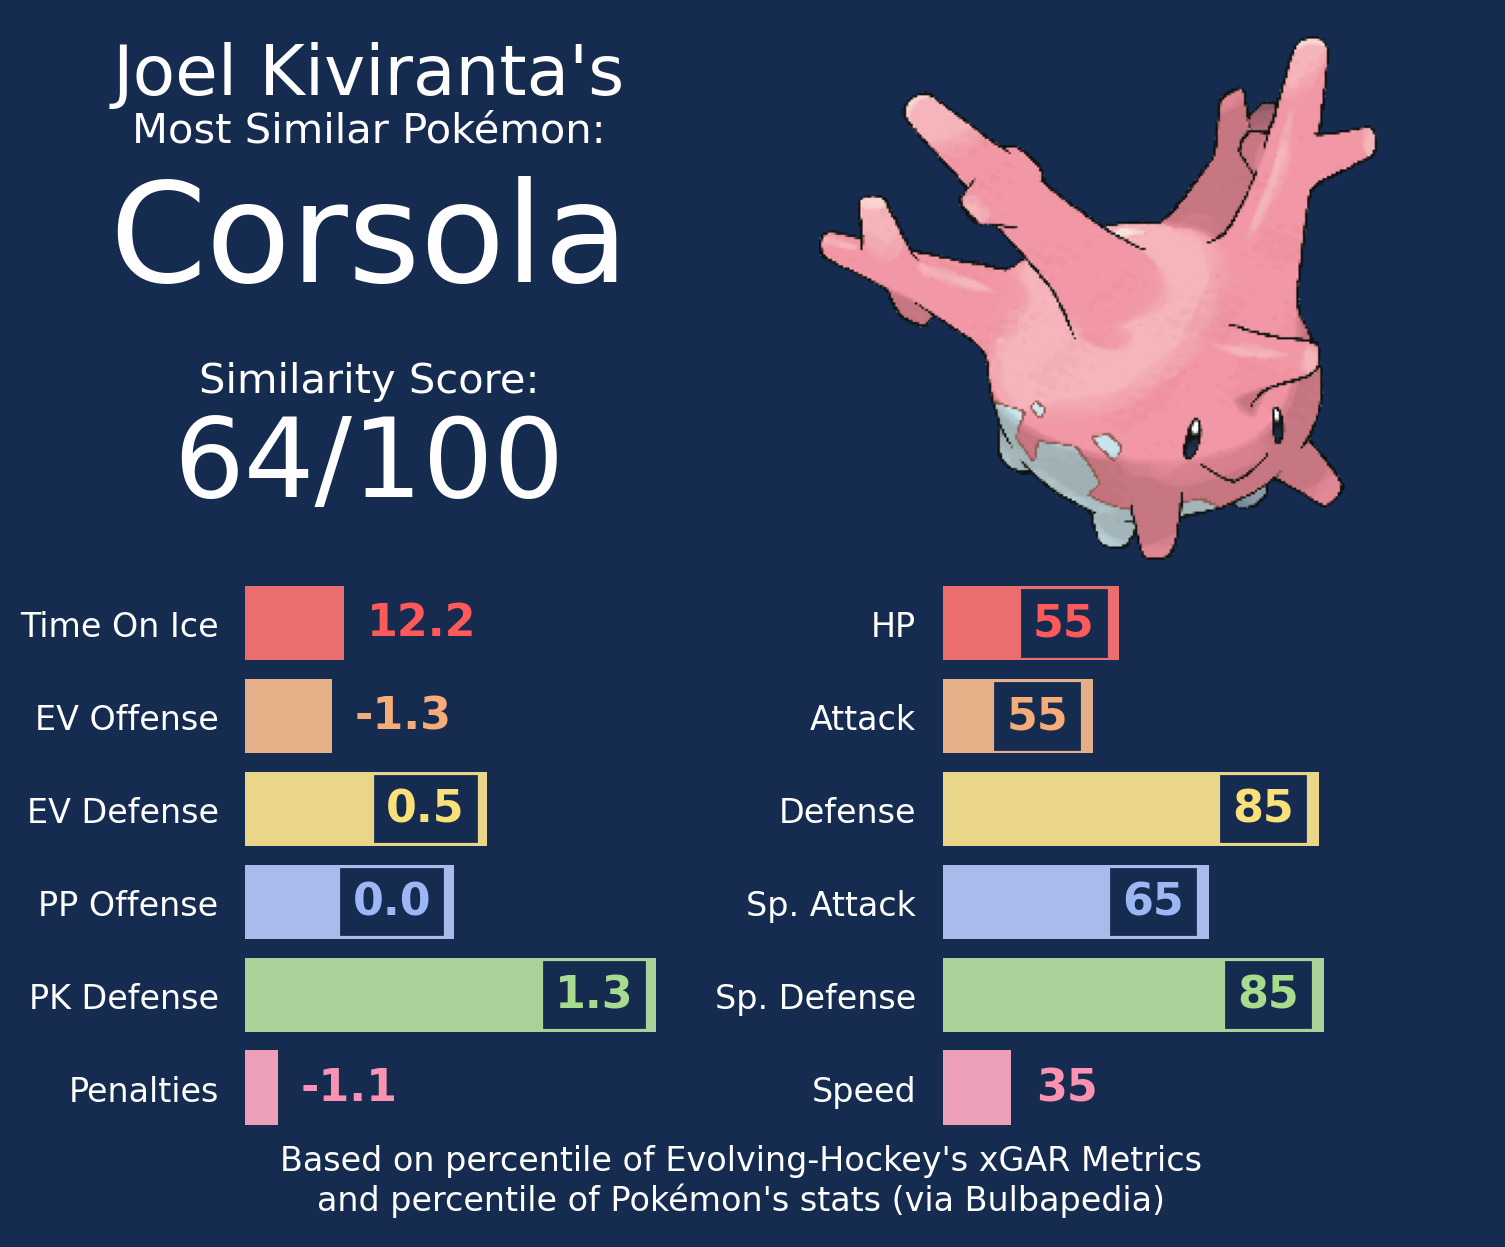 Joel Kiviranta's
Most Similar Pokémon:
Corsola
Similarity Score:
64/100
Time On Ice 12.2
EV Offense -1.3
EV Defense 0.5
PP Offense 0.0
PK Defense 1.3
Penalties -1.1
HP 55
Attack 55
Defense 85
Sp. Attack 65
Sp. Defense 85
Speed 35
Based on percentile of Evolving-Hockey's xGAR Metrics
and percentile of Pokémon's stats (via Bulbapedia)